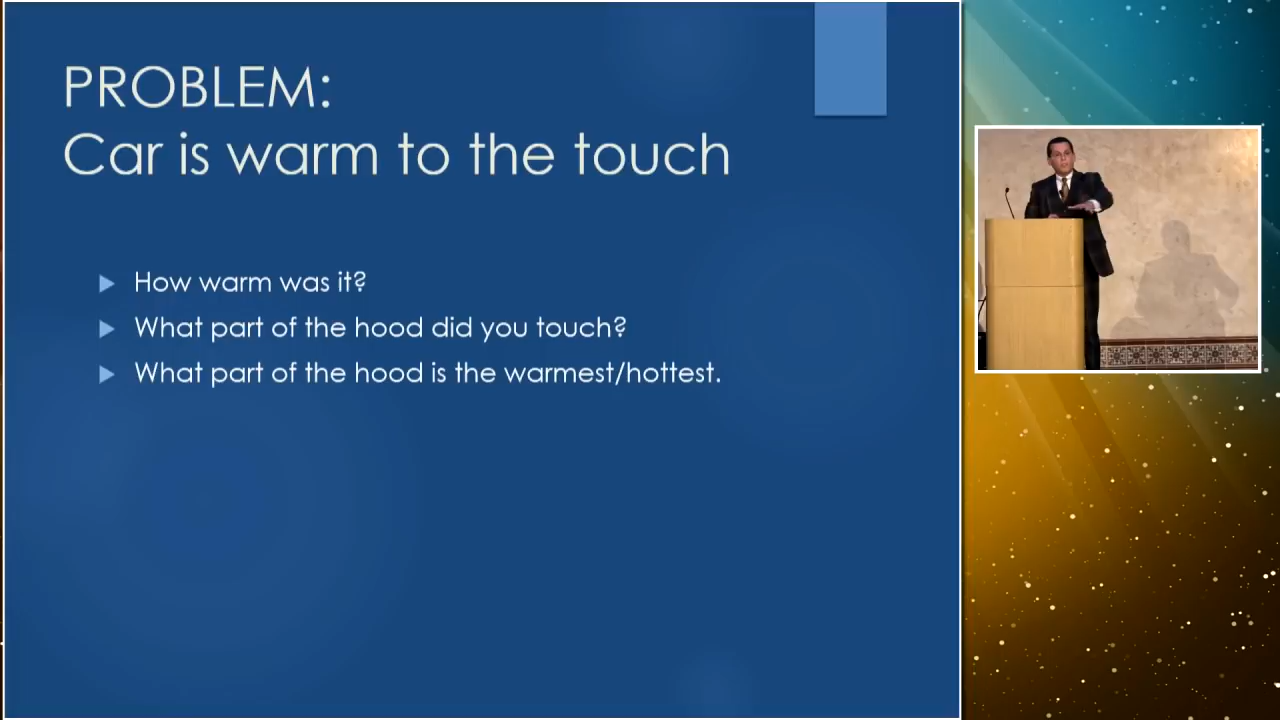 PROBLEM:
Car is warm to the touch
How warm was it?
What part of the hood did you touch?
What part of the hood is the warmest/hottest.